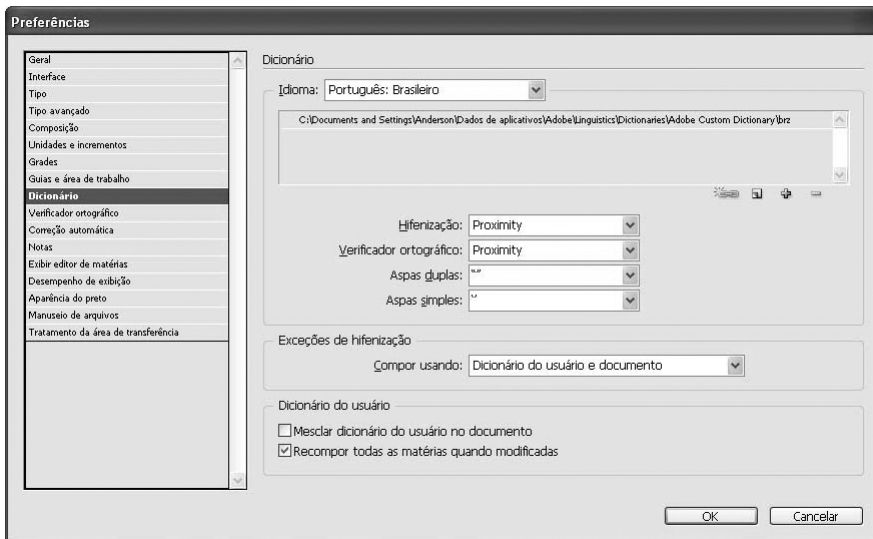 Preferências
Geral
Interface
Tipo
Tipo avançado
Composição
Unidades e incrementos
Grades
Guias e área de trabalho
Dicionário
Verificador ortográfico
Correção automática
Notas
Exibir editor de matérias
Desempenho de exibição
Aparência do preto
Manuseio de arquivos
Tratamento da área de transferência
Dicionário
Idioma: Português: Brasileiro
C:\Documents and Settings\Anderson\Dados de aplicativos\Adobe\Linguistics\Dictionaries\Adobe Custom Dictionary\brz
Hifenização: Proximity
Verificador ortográfico: Proximity
Aspas duplas: “”
Aspas simples: ‘’
Exceções de hifenização
Compor usando: Dicionário do usuário e documento
Dicionário do usuário
Mesclar dicionário do usuário no documento
Recompor todas as matérias quando modificadas
OK Cancelar